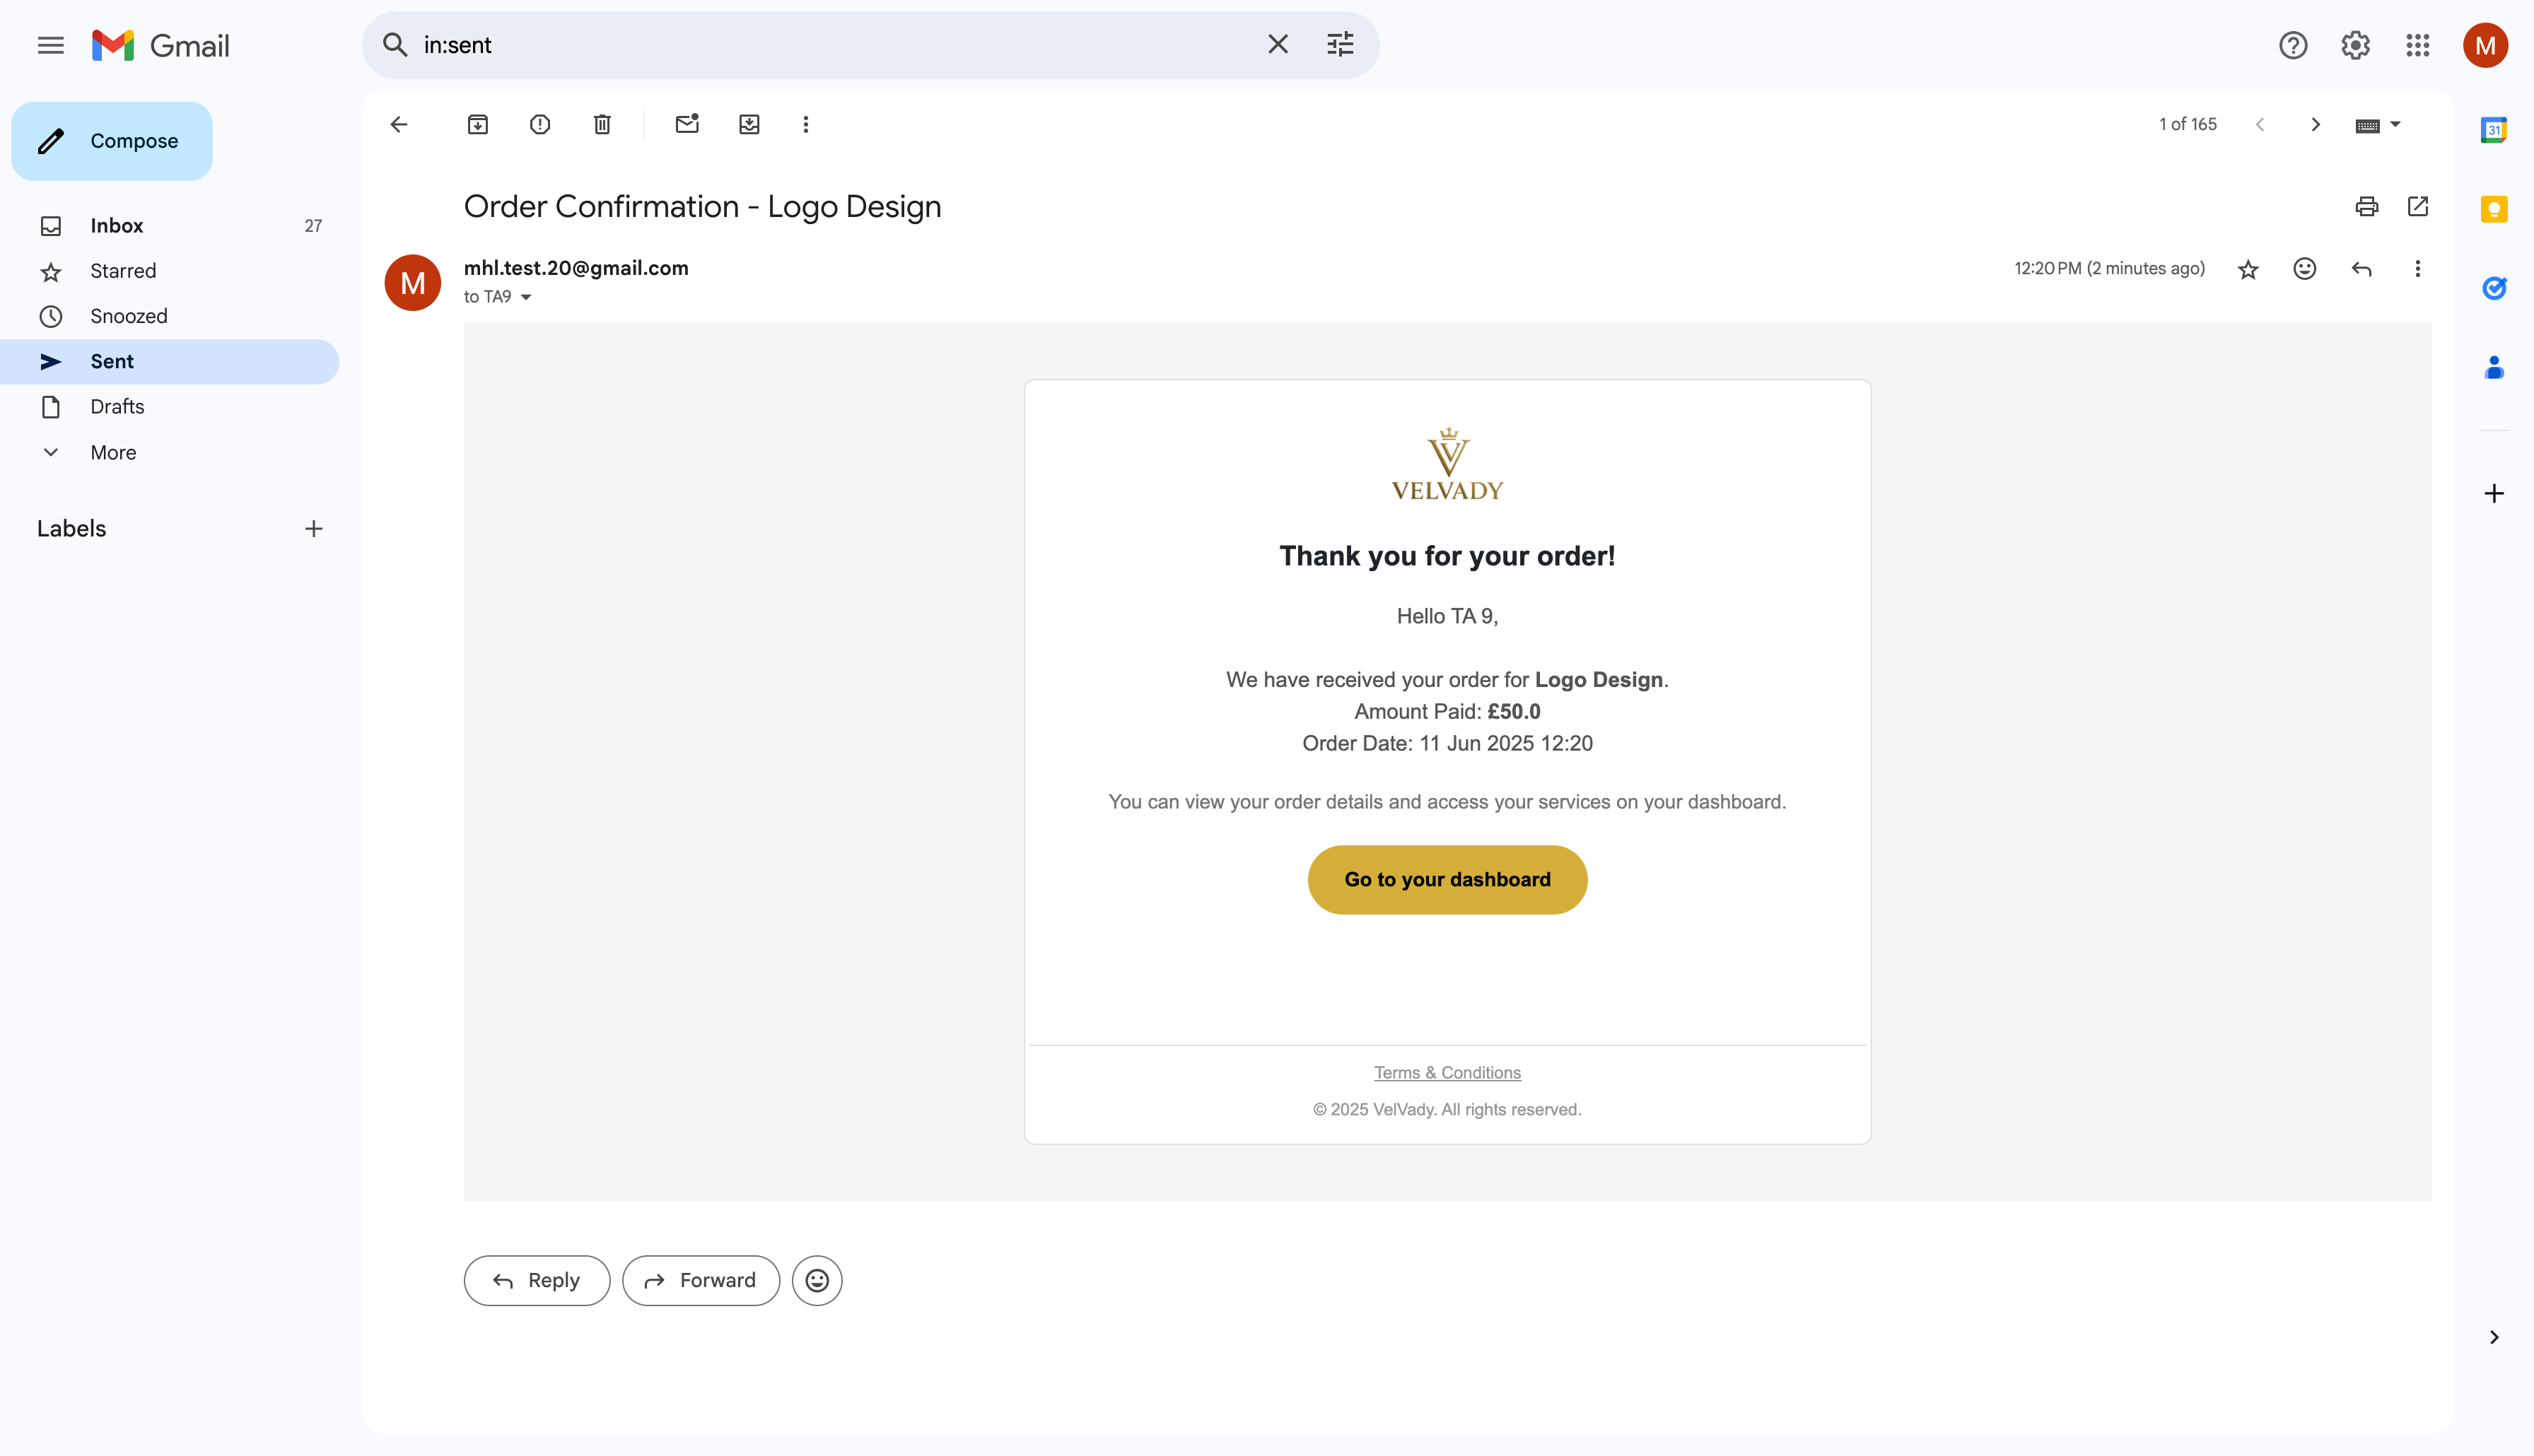 Gmail
in:sent
M
Compose
1 of 165
31
Order Confirmation - Logo Design
Inbox 27
Starred
Snoozed
Sent
Drafts
More
Labels
M
mhl.test.20@gmail.com
12:20 PM (2 minutes ago)
to TA9
VELVADY
Thank you for your order!
Hello TA 9,
We have received your order for Logo Design.
Amount Paid: £50.0
Order Date: 11 Jun 2025 12:20
You can view your order details and access your services on your dashboard.
Go to your dashboard
Terms & Conditions
© 2025 VelVady. All rights reserved.
Reply
Forward